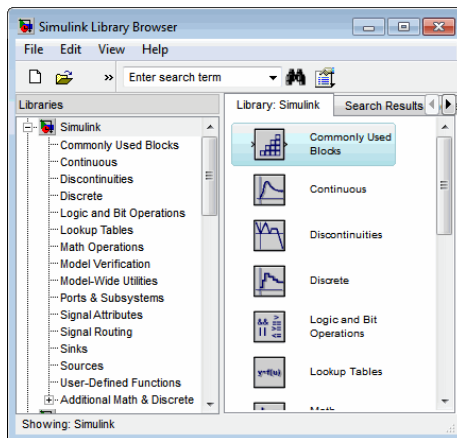 Simulink Library Browser
File Edit View Help
» Enter search term
Libraries
Library: Simulink
Search Results
Simulink
Commonly Used Blocks
Continuous
Discontinuities
Discrete
Logic and Bit Operations
Lookup Tables
Math Operations
Model Verification
Model-Wide Utilities
Ports & Subsystems
Signal Attributes
Signal Routing
Sinks
Sources
User-Defined Functions
Additional Math & Discrete
Commonly Used
Blocks
Continuous
Discontinuities
Discrete
Logic and Bit
Operations
y=f(u)
Lookup Tables
Math
Showing: Simulink